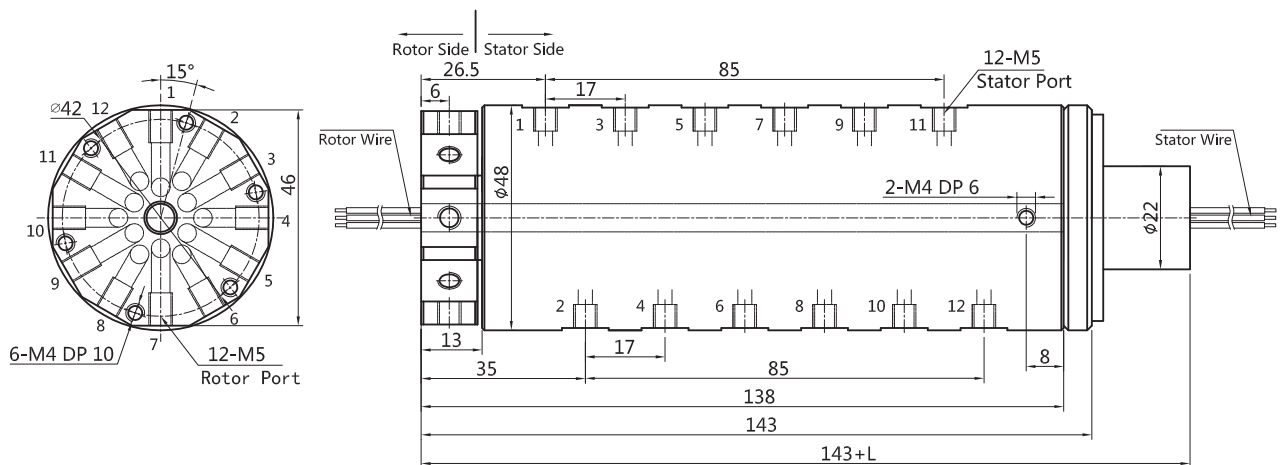 Rotor Side
Stator Side
15°
1
⌀42
12
2
11
3
46
10
4
9
5
8
6
7
6-M4 DP 10
12-M5
Rotor Port
26.5
85
12-M5
Stator Port
6
17
1
3
5
7
9
11
Rotor Wire
Stator Wire
ϕ48
2-M4 DP 6
ϕ22
2
4
6
8
10
12
13
17
8
35
85
138
143
143+L